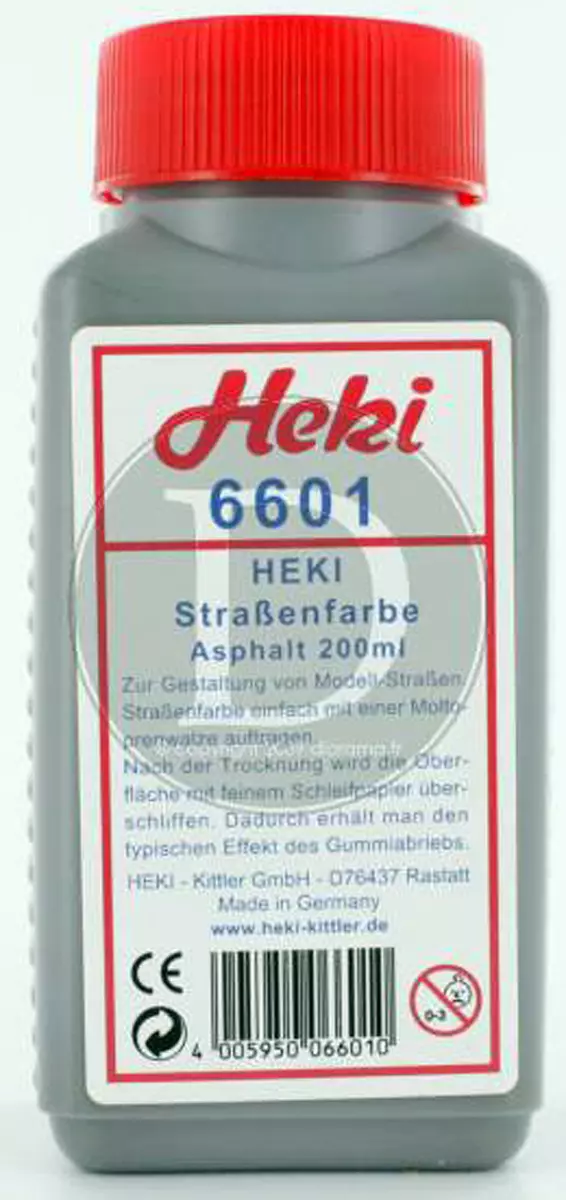 Heki
6601
HEKI
Straßenfarbe
Asphalt 200ml
Zur Gestaltung von Modell-Straßen.
Straßenfarbe einfach mit einer Molto-
prenwalze auftragen.
Nach der Trocknung wird die Ober-
fläche mit feinem Schleifpapier über-
schliffen. Dadurch erhält man den
typischen Effekt des Gummiabriebs.
HEKI - Kittler GmbH - D76437 Rastatt
Made in Germany
www.heki-kittler.de
CE
0-3
4 005950 066010
D